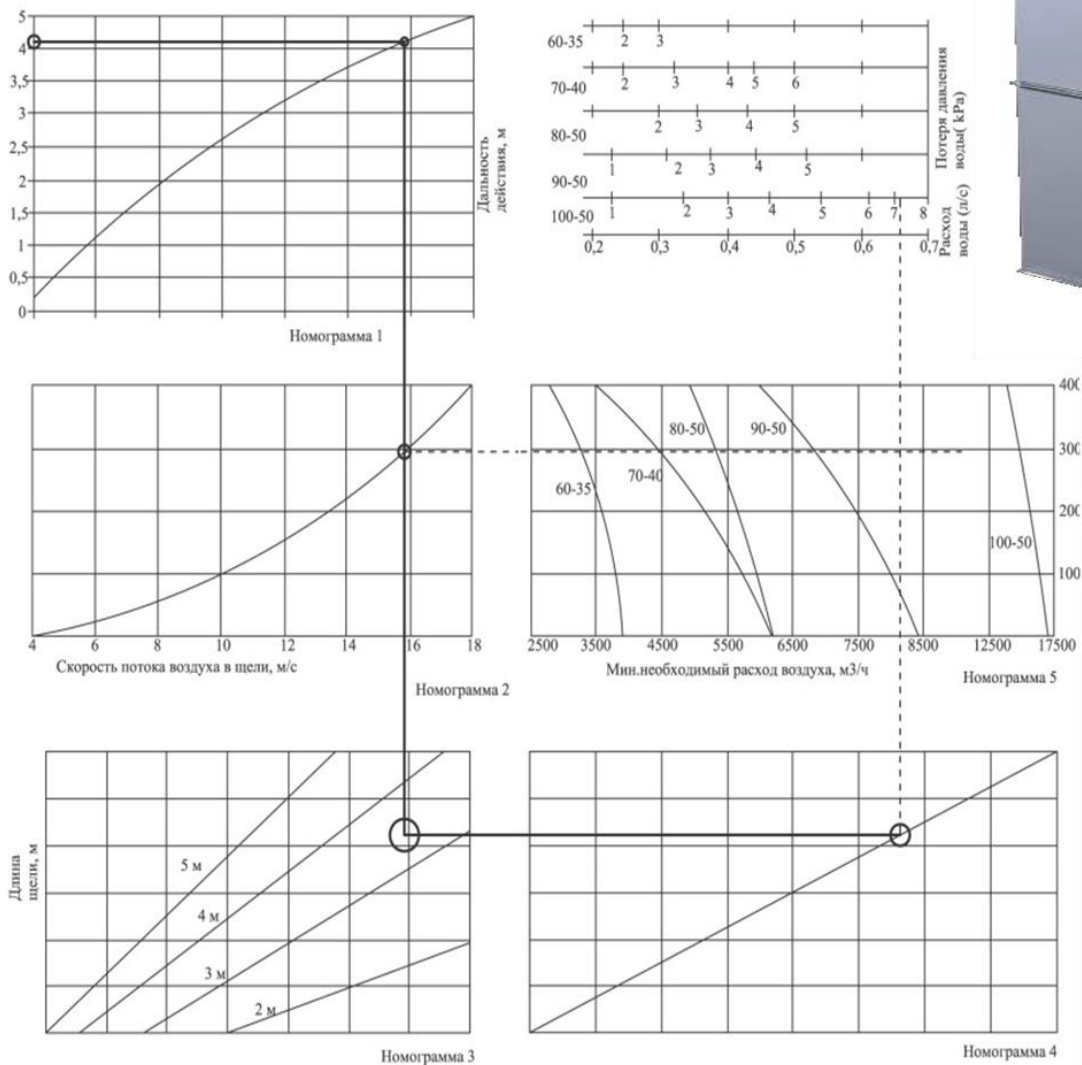 5
4,5
4
3,5
3
2,5
2
1,5
1
0,5
0
Дальность
действия, м
Номограмма 1
60-35
2 3
70-40
2 3 4 5 6
80-50
2 3 4 5
90-50
1 2 3 4 5
100-50
1 2 3 4 5 6 7 8
0,2 0,3 0,4 0,5 0,6 0,7
Потеря давления
воды( kPa)
Расход
воды (л/с)
4 6 8 10 12 14 16 18
Скорость потока воздуха в щели, м/с
Номограмма 2
400
300
200
100
60-35
70-40
80-50
90-50
100-50
2500 3500 4500 5500 6500 7500 8500 12500 17500
Мин.необходимый расход воздуха, м3/ч
Номограмма 5
Длина
щели, м
5 м
4 м
3 м
2 м
Номограмма 3
Номограмма 4